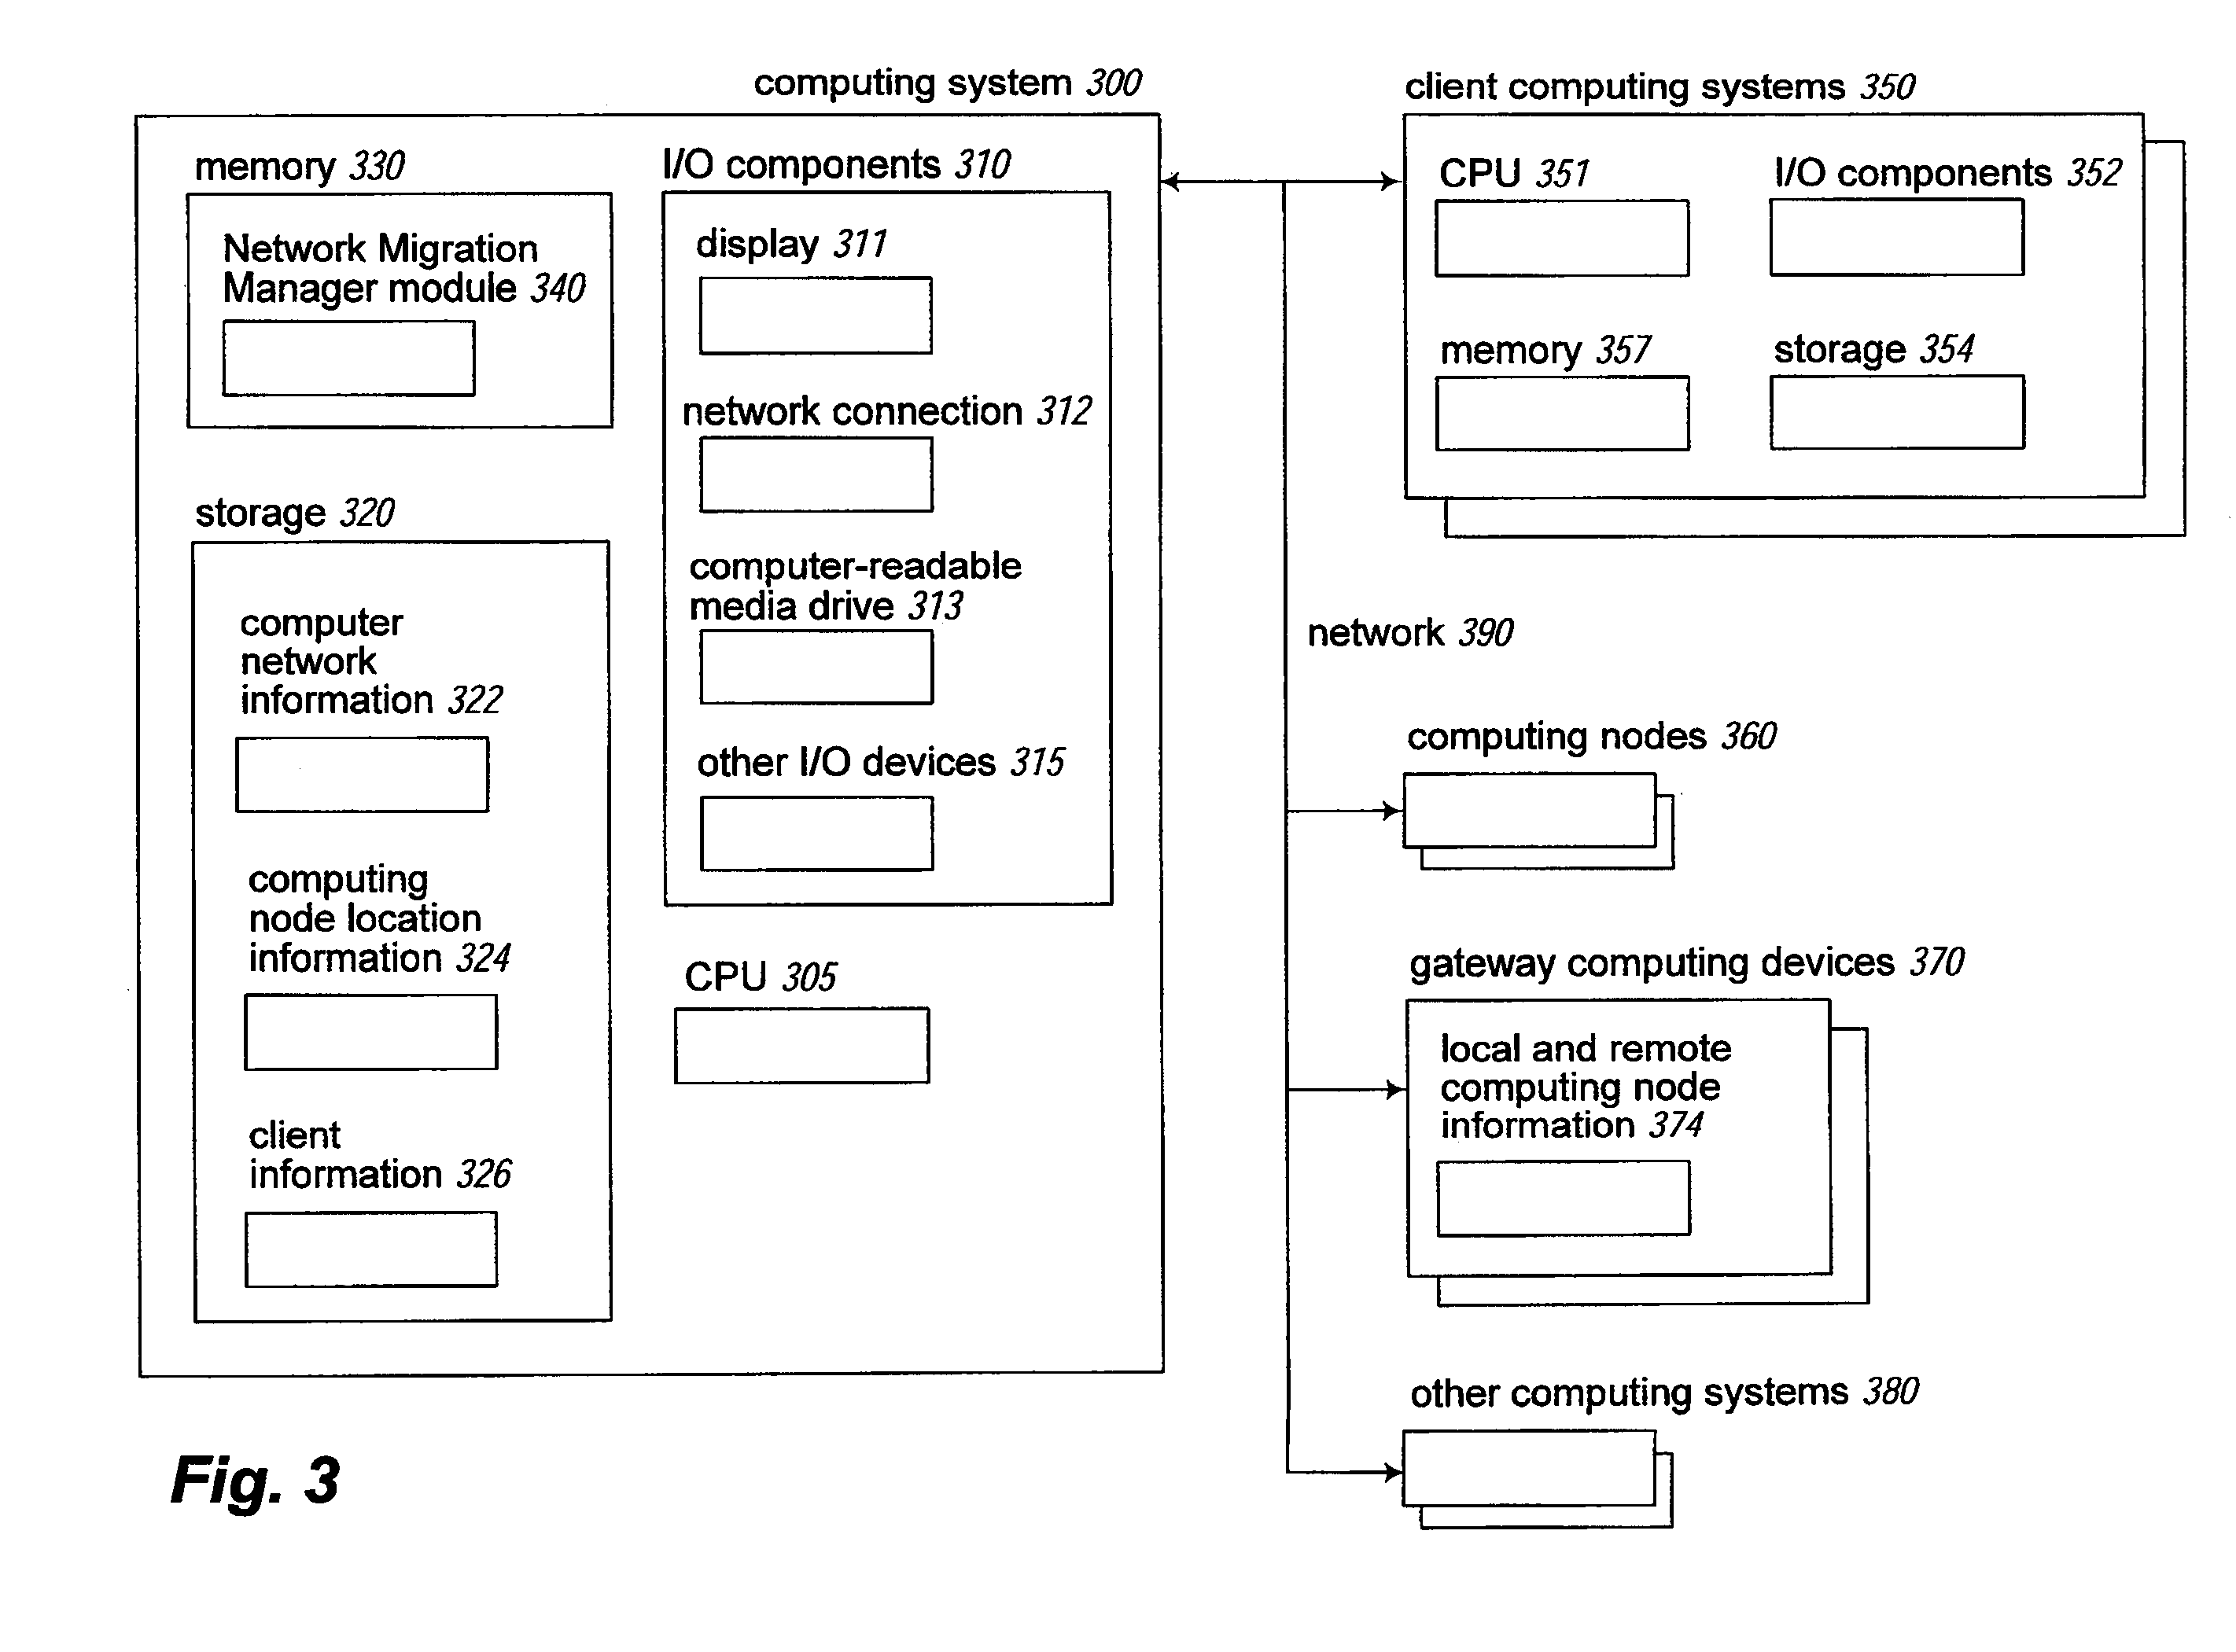 computing system 300
memory 330
Network Migration
Manager module 340
storage 320
computer
network
information 322
computing
node location
information 324
client
information 326
I/O components 310
display 311
network connection 312
computer-readable
media drive 313
other I/O devices 315
CPU 305
client computing systems 350
CPU 351
I/O components 352
memory 357
storage 354
network 390
computing nodes 360
gateway computing devices 370
local and remote
computing node
information 374
other computing systems 380
Fig. 3